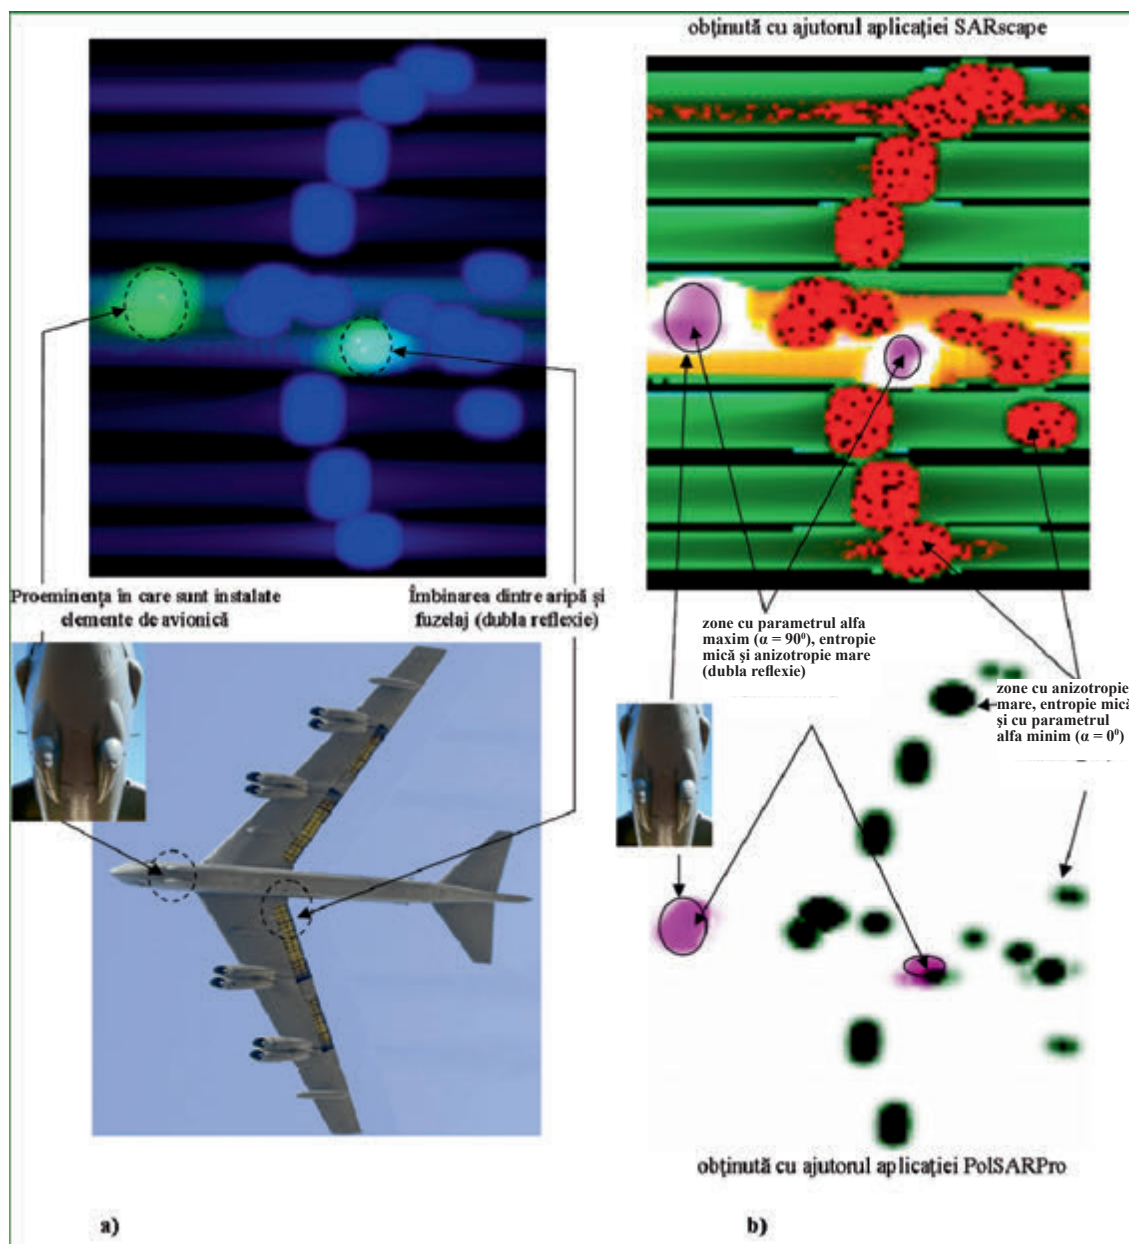 obținută cu ajutorul aplicației SARscape
Proeminența în care sunt instalate
elemente de avionică
Îmbinarea dintre aripă și
fuzelaj (dubla reflexie)
zone cu parametrul alfa
maxim (α = 90⁰), entropie
mică şi anizotropie mare
(dubla reflexie)
zone cu anizotropie
mare, entropie mică
şi cu parametrul
alfa minim (α = 0⁰)
obținută cu ajutorul aplicației PolSARPro
a)
b)